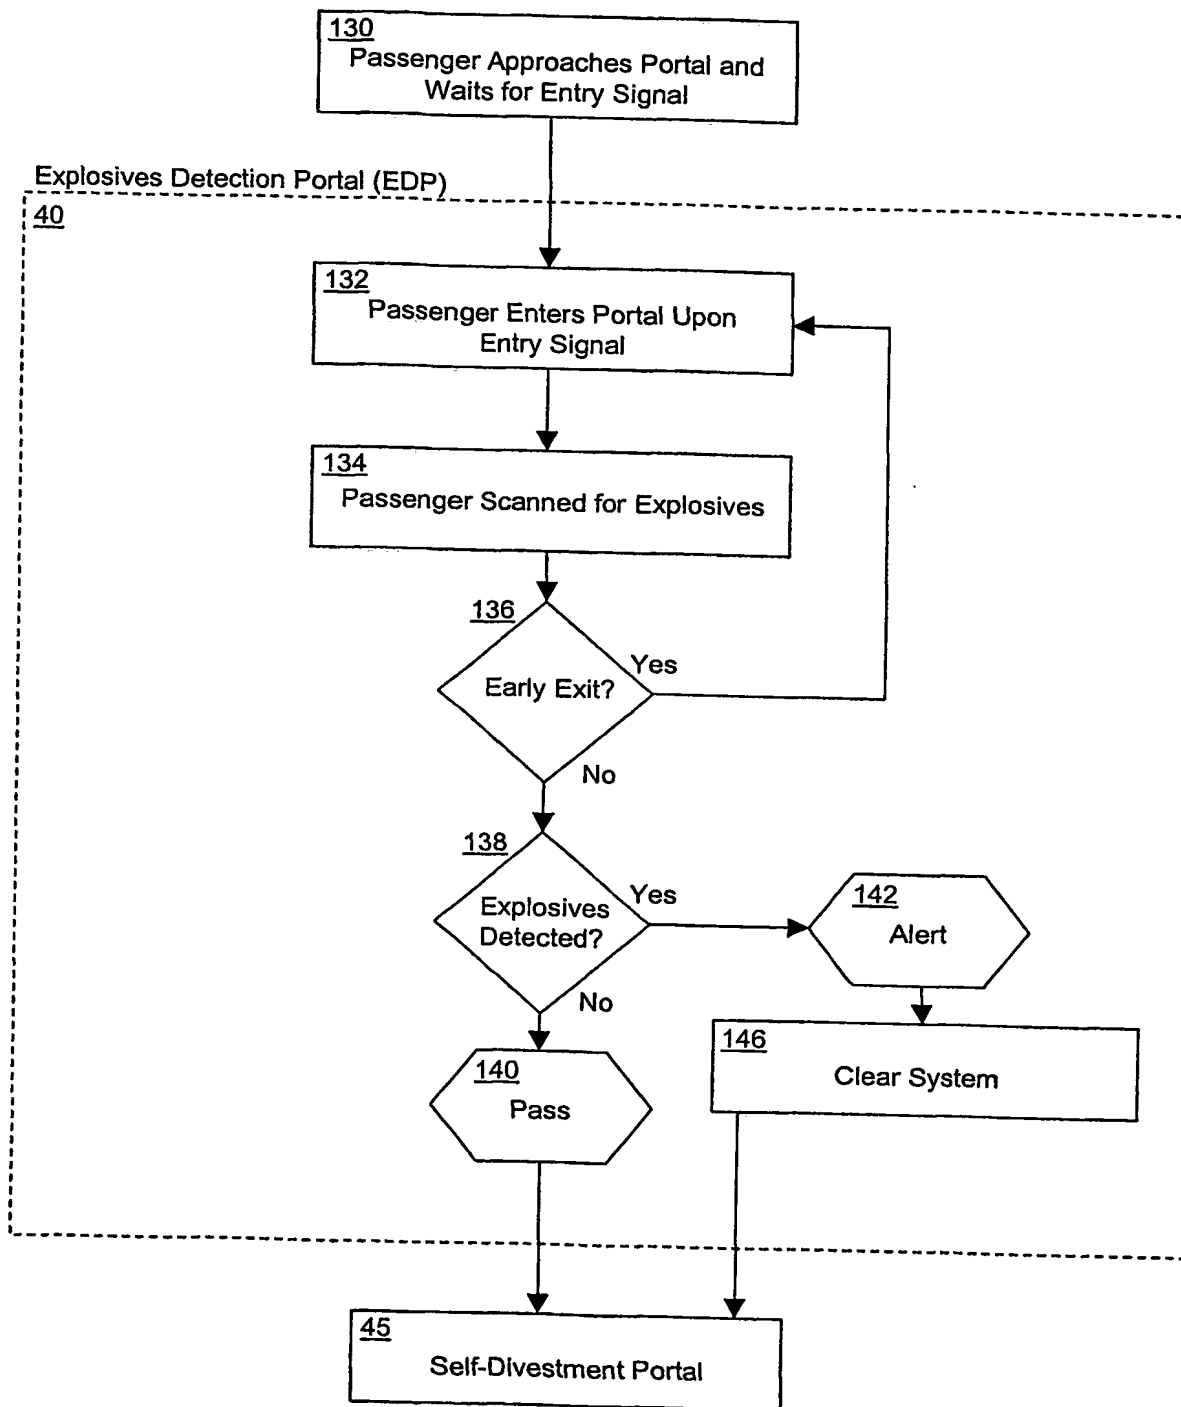 130
Passenger Approaches Portal and
Waits for Entry Signal
Explosives Detection Portal (EDP)
40
132
Passenger Enters Portal Upon
Entry Signal
134
Passenger Scanned for Explosives
136
Yes
Early Exit?
No
138
Yes
Explosives
Detected?
No
142
Alert
146
Clear System
140
Pass
45
Self-Divestment Portal